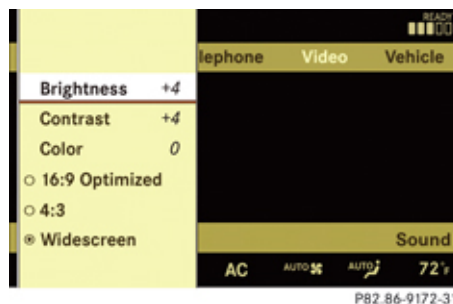 READY
lephone Video Vehicle
Brightness +4
Contrast +4
Color 0
16:9 Optimized
4:3
Widescreen
Sound
AC AUTO AUTO 72°F
P82.86-9172-31